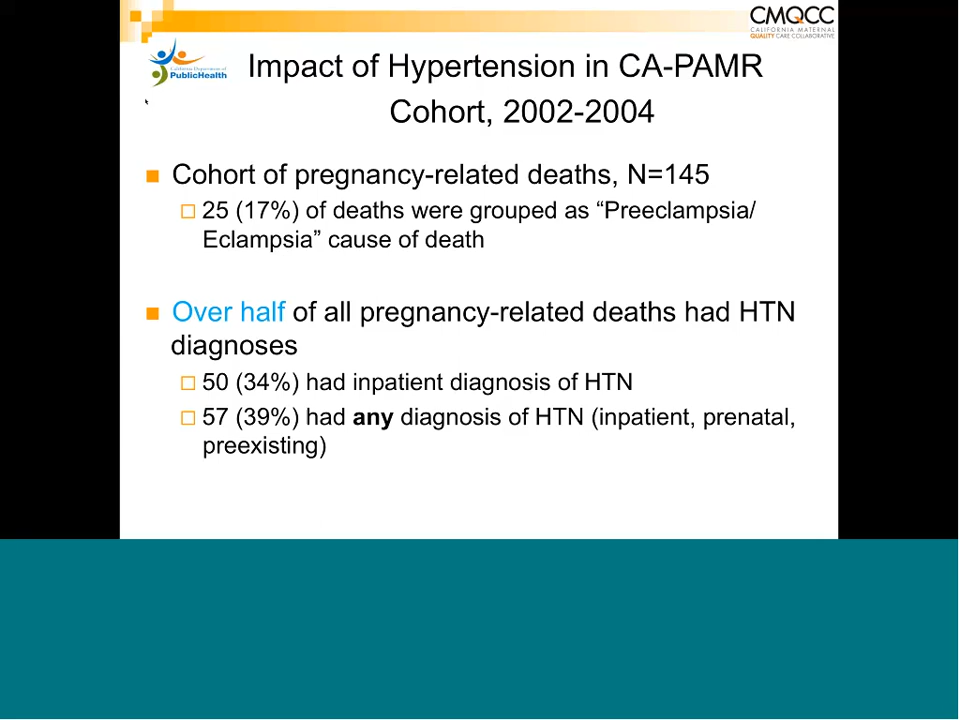 CMQCC
CALIFORNIA MATERNAL
QUALITY CARE COLLABORATIVE
California Department of
PublicHealth
Impact of Hypertension in CA-PAMR
Cohort, 2002-2004
Cohort of pregnancy-related deaths, N=145
25 (17%) of deaths were grouped as “Preeclampsia/
Eclampsia” cause of death
Over half of all pregnancy-related deaths had HTN
diagnoses
50 (34%) had inpatient diagnosis of HTN
57 (39%) had any diagnosis of HTN (inpatient, prenatal,
preexisting)